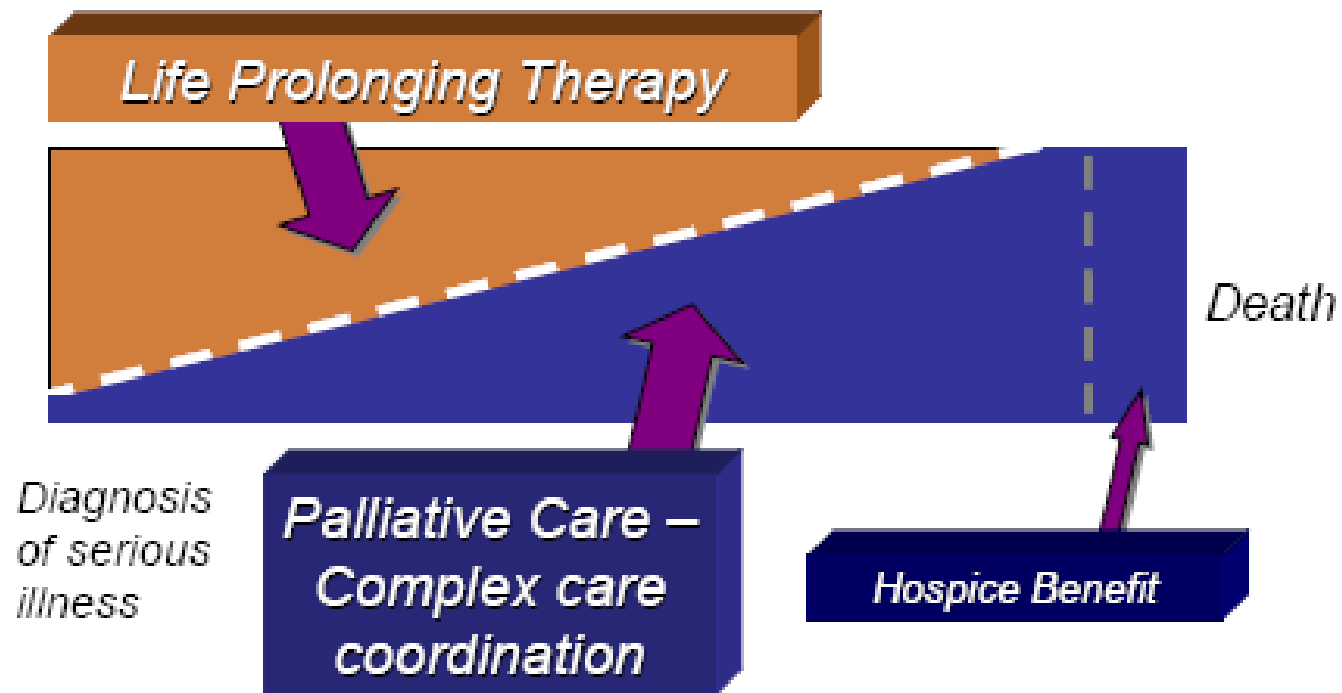 Life Prolonging Therapy
Death
Diagnosis
of serious
illness
Palliative Care –
Complex care
coordination
Hospice Benefit